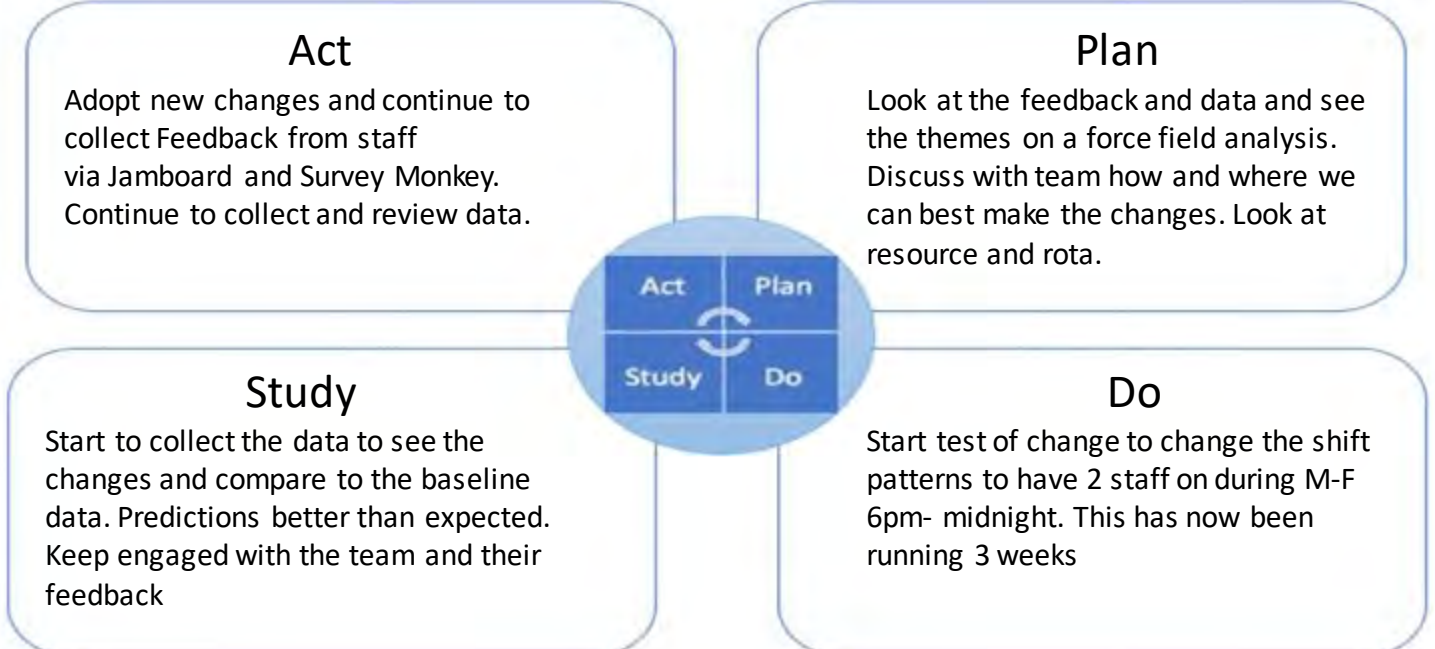 Act
Adopt new changes and continue to
collect Feedback from staff
via Jamboard and Survey Monkey.
Continue to collect and review data.
Plan
Look at the feedback and data and see
the themes on a force field analysis.
Discuss with team how and where we
can best make the changes. Look at
resource and rota.
Act
Plan
Study
Do
Study
Start to collect the data to see the
changes and compare to the baseline
data. Predictions better than expected.
Keep engaged with the team and their
feedback
Do
Start test of change to change the shift
patterns to have 2 staff on during M-F
6pm- midnight. This has now been
running 3 weeks